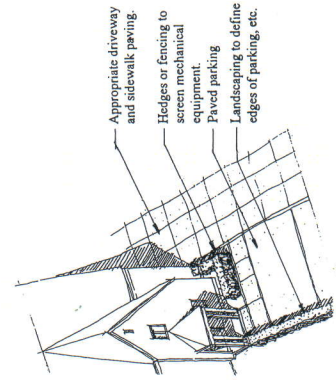 Appropriate driveway
and sidewalk paving.
Hedges or fencing to
screen mechanical
equipment.
Paved parking
Landscaping to define
edges of parking, etc.